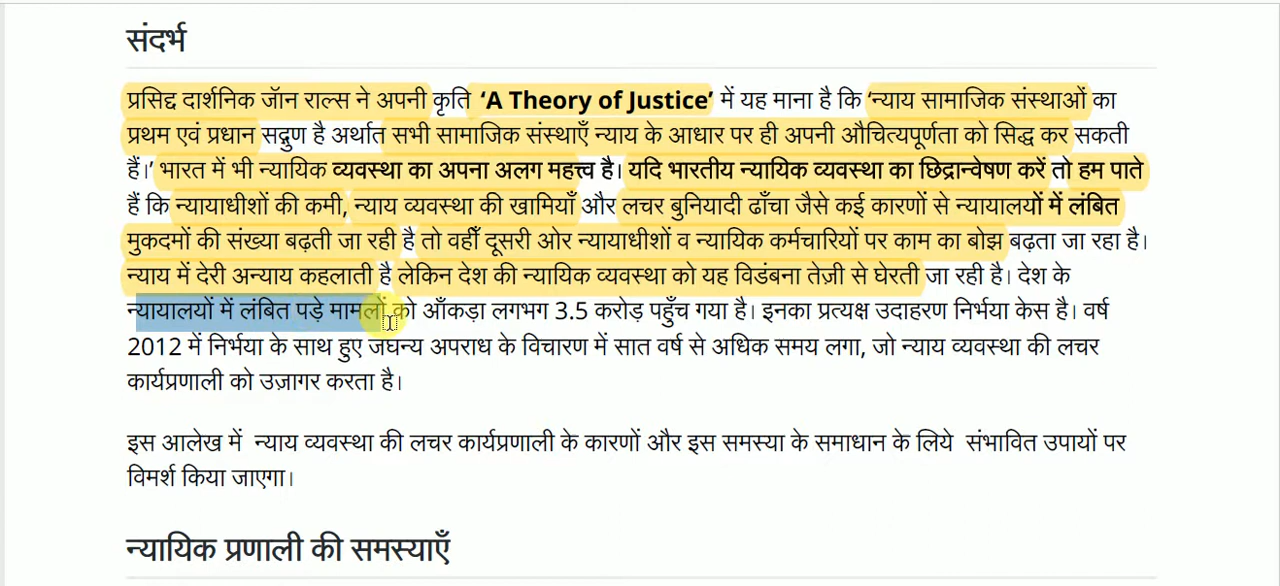 संदर्भ
प्रसिद्द दार्शनिक जॉन राल्स ने अपनी कृति ‘A Theory of Justice’ में यह माना है कि ‘न्याय सामाजिक संस्थाओं का
प्रथम एवं प्रधान सद्गुण है अर्थात सभी सामाजिक संस्थाएँ न्याय के आधार पर ही अपनी औचित्यपूर्णता को सिद्ध कर सकती
हैं।’ भारत में भी न्यायिक व्यवस्था का अपना अलग महत्त्व है। यदि भारतीय न्यायिक व्यवस्था का छिद्रान्वेषण करें तो हम पाते
हैं कि न्यायाधीशों की कमी, न्याय व्यवस्था की खामियाँ और लचर बुनियादी ढाँचा जैसे कई कारणों से न्यायालयों में लंबित
मुकदमों की संख्या बढ़ती जा रही है तो वहीँ दूसरी ओर न्यायाधीशों व न्यायिक कर्मचारियों पर काम का बोझ बढ़ता जा रहा है।
न्याय में देरी अन्याय कहलाती है लेकिन देश की न्यायिक व्यवस्था को यह विडंबना तेज़ी से घेरती जा रही है। देश के
न्यायालयों में लंबित पड़े मामलों को आँकड़ा लगभग 3.5 करोड़ पहुँच गया है। इनका प्रत्यक्ष उदाहरण निर्भया केस है। वर्ष
2012 में निर्भया के साथ हुए जघन्य अपराध के विचारण में सात वर्ष से अधिक समय लगा, जो न्याय व्यवस्था की लचर
कार्यप्रणाली को उज़ागर करता है।
इस आलेख में न्याय व्यवस्था की लचर कार्यप्रणाली के कारणों और इस समस्या के समाधान के लिये संभावित उपायों पर
विमर्श किया जाएगा।
न्यायिक प्रणाली की समस्याएँ